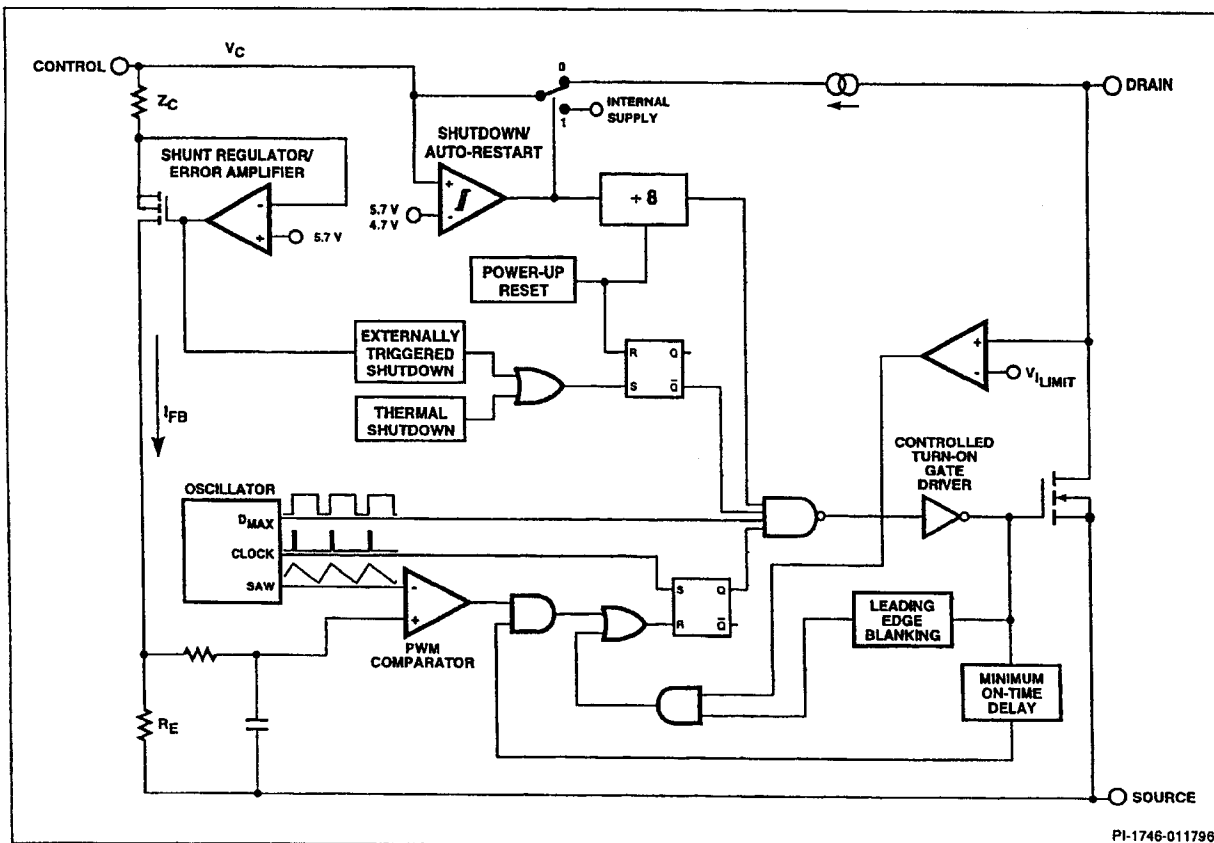 CONTROL
V_C
0
DRAIN
Z_C
INTERNAL
SUPPLY
1
SHUTDOWN/
AUTO-RESTART
SHUNT REGULATOR/
ERROR AMPLIFIER
+
-
5.7 V
4.7 V
÷ 8
-
+
5.7 V
POWER-UP
RESET
EXTERNALLY
TRIGGERED
SHUTDOWN
R Q
S Q̅
+
-
V_ILIMIT
THERMAL
SHUTDOWN
I_FB
CONTROLLED
TURN-ON
GATE
DRIVER
OSCILLATOR
D_MAX
CLOCK
SAW
-
+
PWM
COMPARATOR
S Q
R Q̅
LEADING
EDGE
BLANKING
MINIMUM
ON-TIME
DELAY
R_E
SOURCE
PI-1746-011796